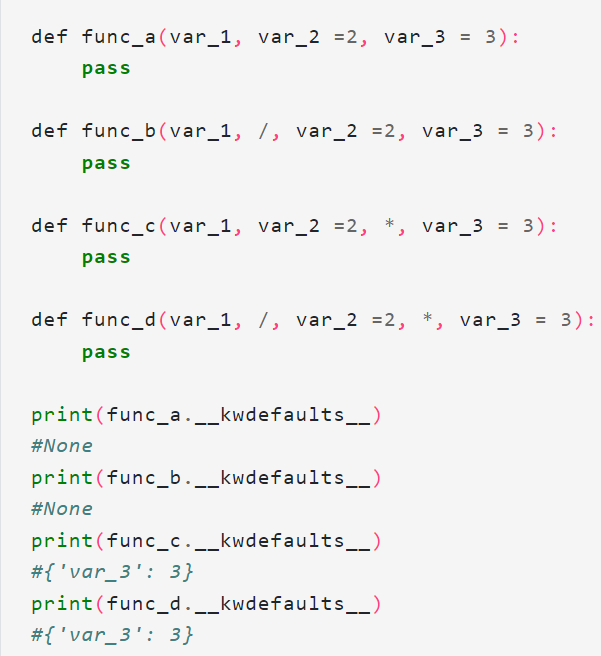 def func_a(var_1, var_2 =2, var_3 = 3):
    pass

def func_b(var_1, /, var_2 =2, var_3 = 3):
    pass

def func_c(var_1, var_2 =2, *, var_3 = 3):
    pass

def func_d(var_1, /, var_2 =2, *, var_3 = 3):
    pass

print(func_a.__kwdefaults__)
#None
print(func_b.__kwdefaults__)
#None
print(func_c.__kwdefaults__)
#{'var_3': 3}
print(func_d.__kwdefaults__)
#{'var_3': 3}